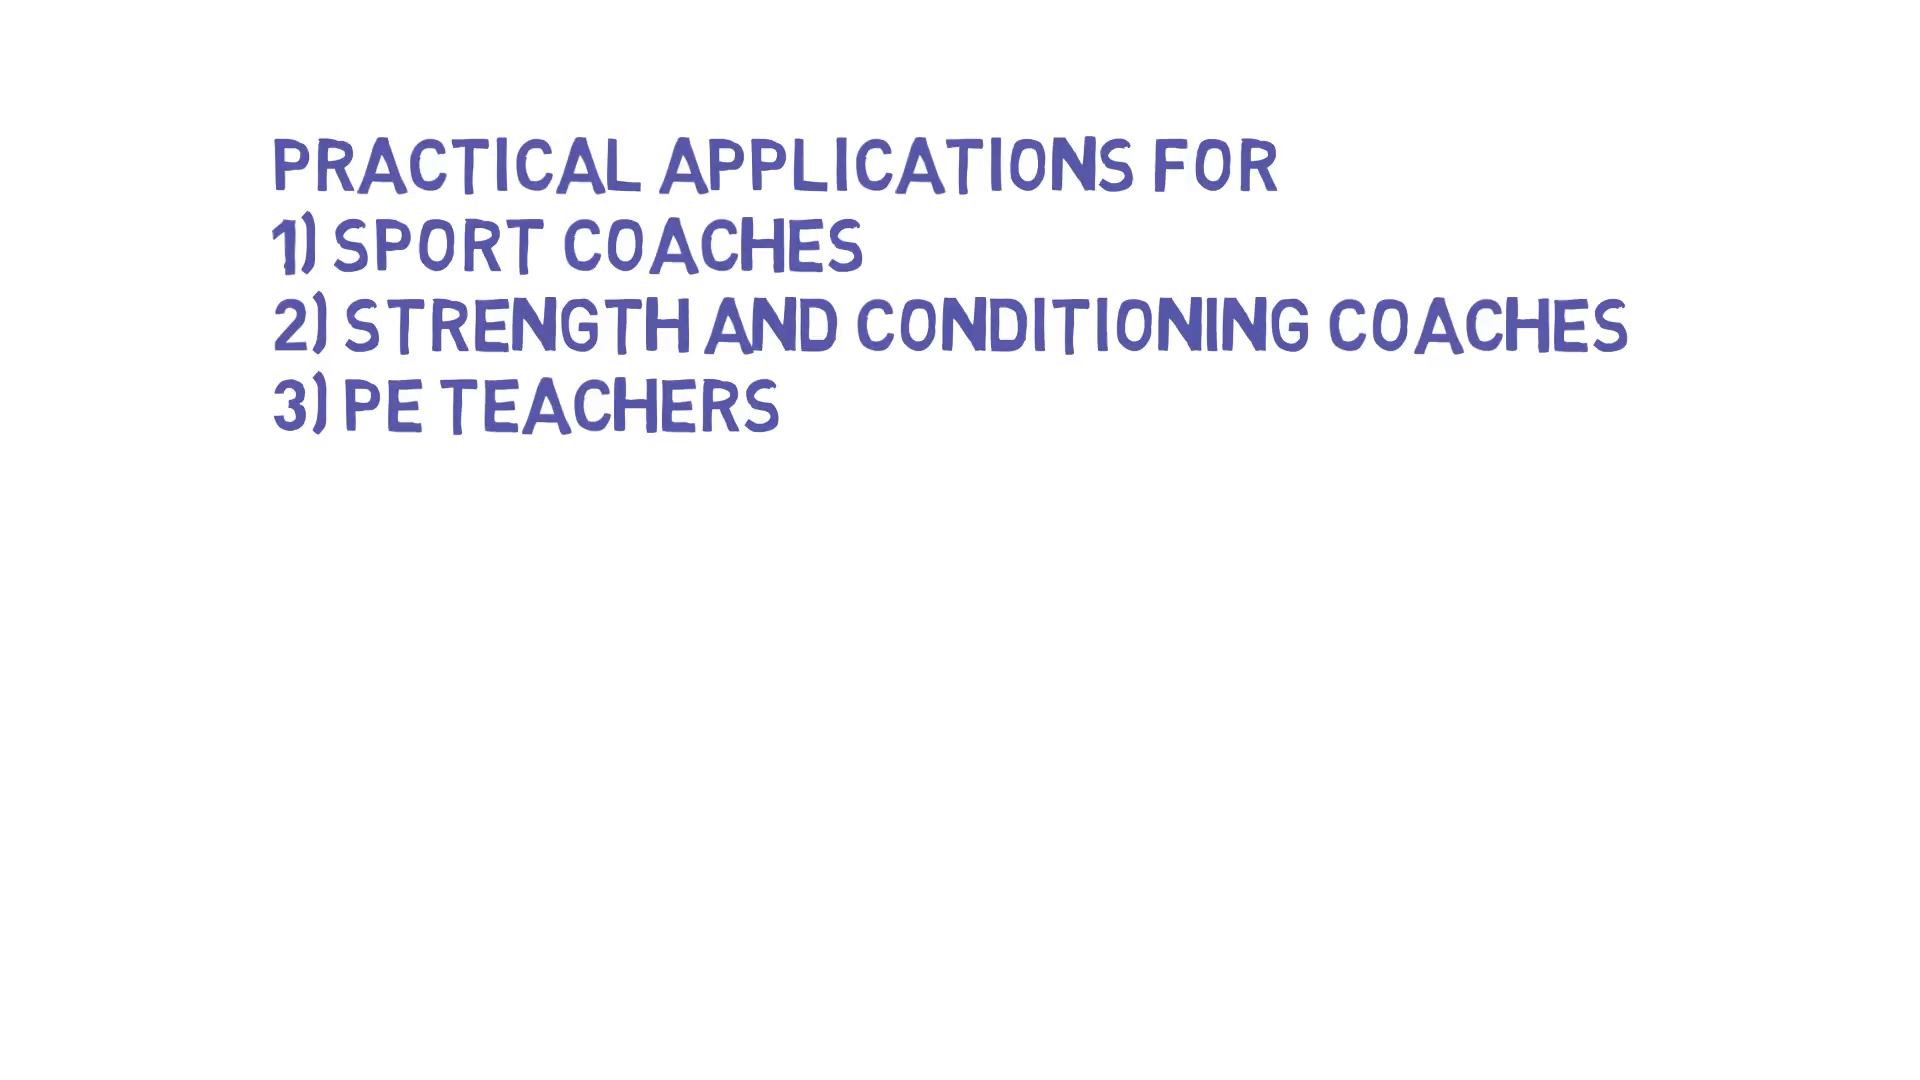 PRACTICAL APPLICATIONS FOR
1) SPORT COACHES
2) STRENGTH AND CONDITIONING COACHES
3) PE TEACHERS